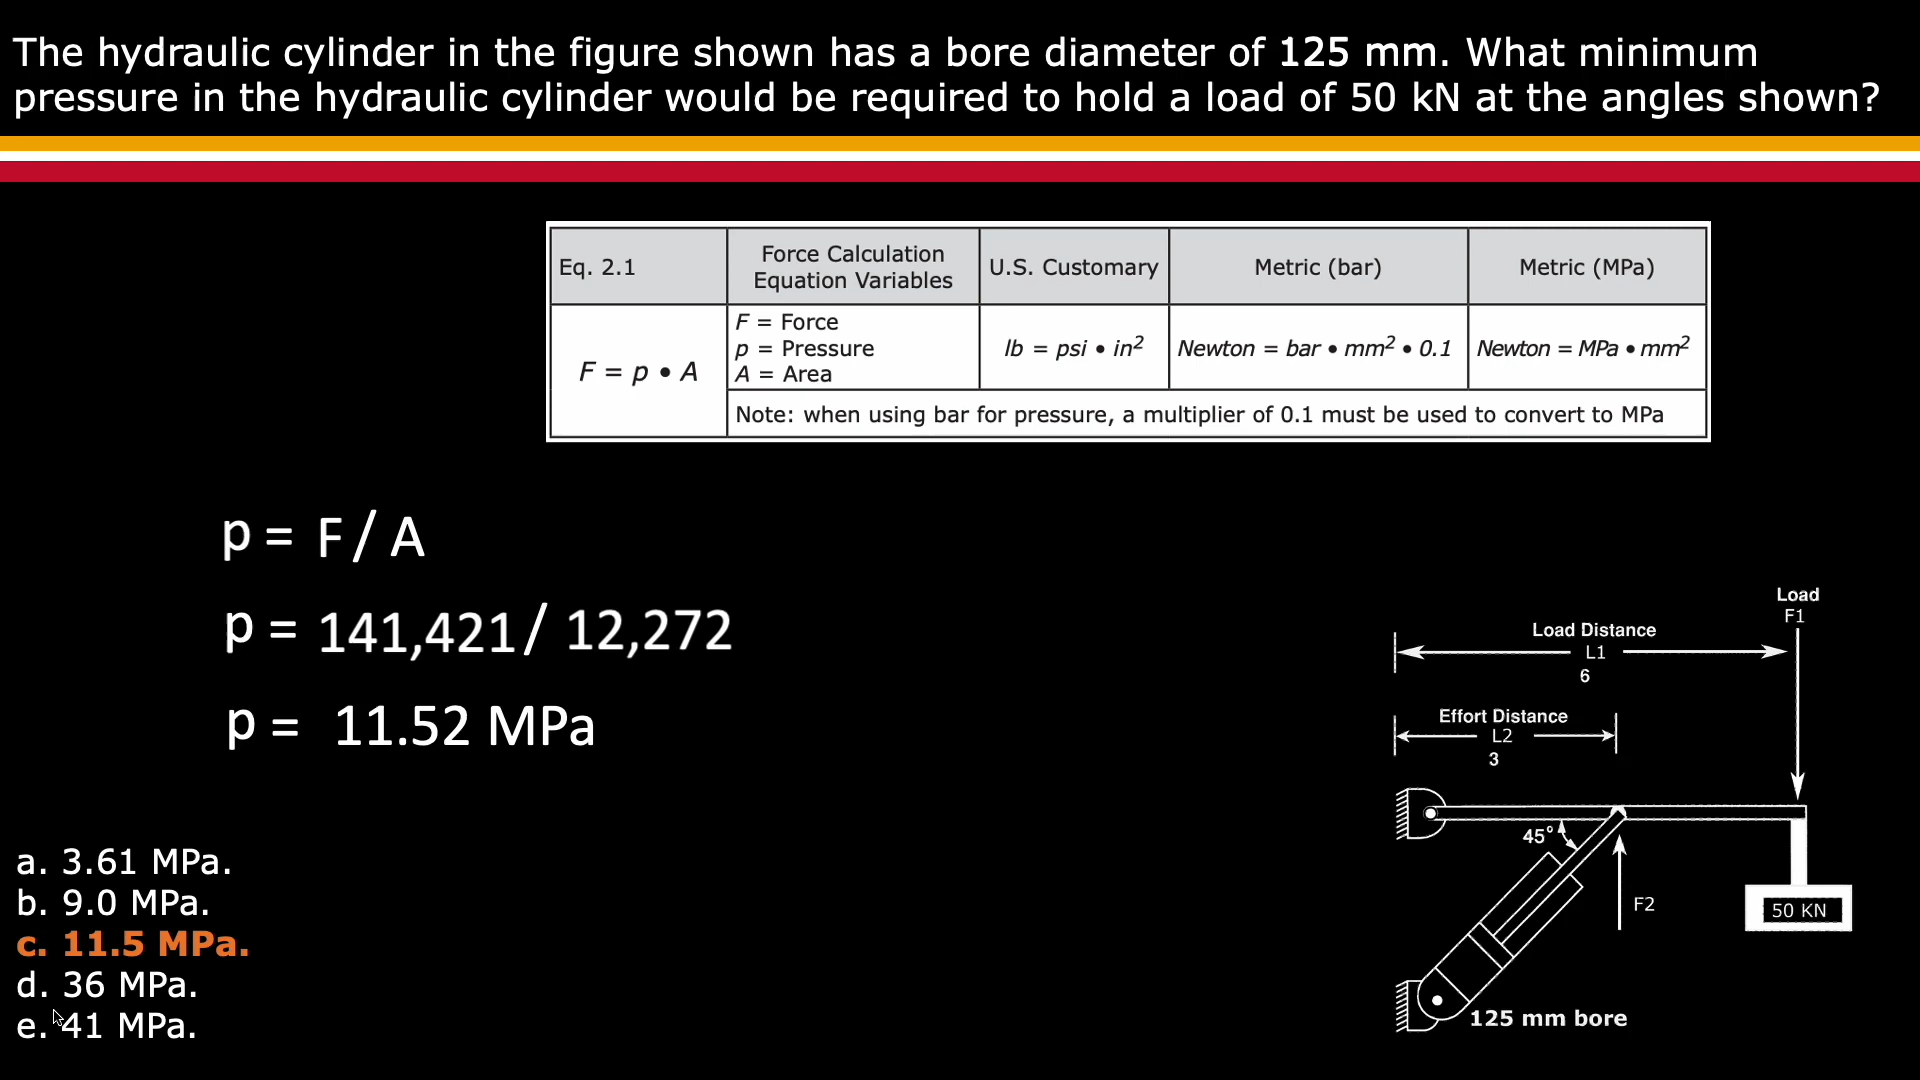 The hydraulic cylinder in the figure shown has a bore diameter of 125 mm. What minimum
pressure in the hydraulic cylinder would be required to hold a load of 50 kN at the angles shown?
Eq. 2.1
Force Calculation
Equation Variables
U.S. Customary
Metric (bar)
Metric (MPa)
F = p • A
F = Force
p = Pressure
A = Area
lb = psi • in²
Newton = bar • mm² • 0.1
Newton = MPa • mm²
Note: when using bar for pressure, a multiplier of 0.1 must be used to convert to MPa
p = F / A
p = 141,421 / 12,272
p = 11.52 MPa
a. 3.61 MPa.
b. 9.0 MPa.
c. 11.5 MPa.
d. 36 MPa.
e. 41 MPa.
Load
F1
Load Distance
L1
6
Effort Distance
L2
3
45°
F2
50 KN
125 mm bore